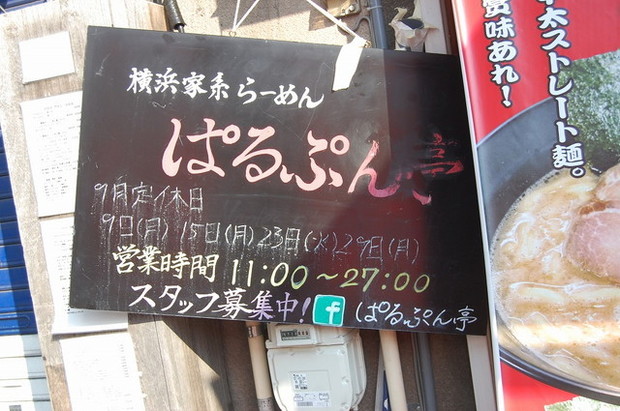 横浜家系らーめん
ぱるぷん亭
9月定休日
9日(月) 15日(月) 23日(火) 29日(月)
営業時間 11:00～27:00
スタッフ募集中! f ぱるぷん亭
太ストレート麺。
賞味あれ!